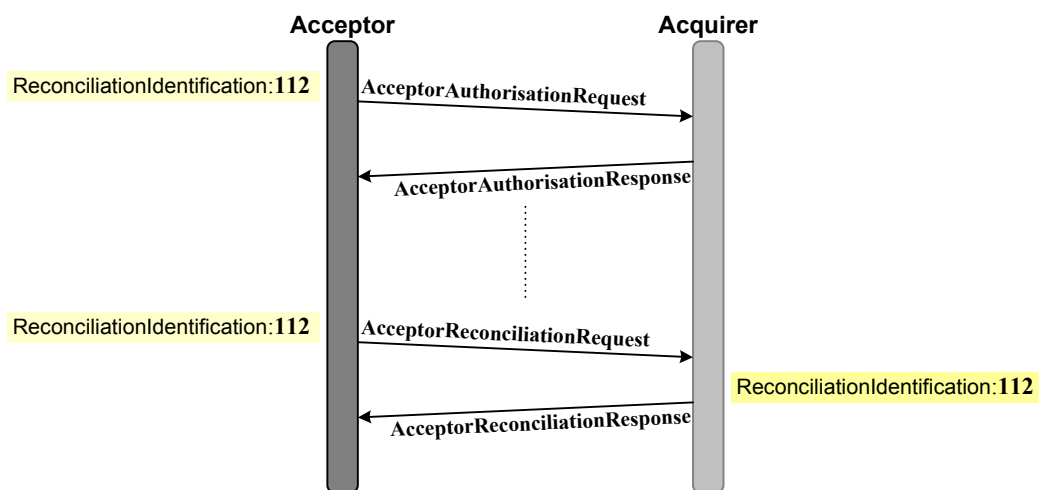 Acceptor
Acquirer
ReconciliationIdentification:112
AcceptorAuthorisationRequest
AcceptorAuthorisationResponse
ReconciliationIdentification:112
AcceptorReconciliationRequest
ReconciliationIdentification:112
AcceptorReconciliationResponse